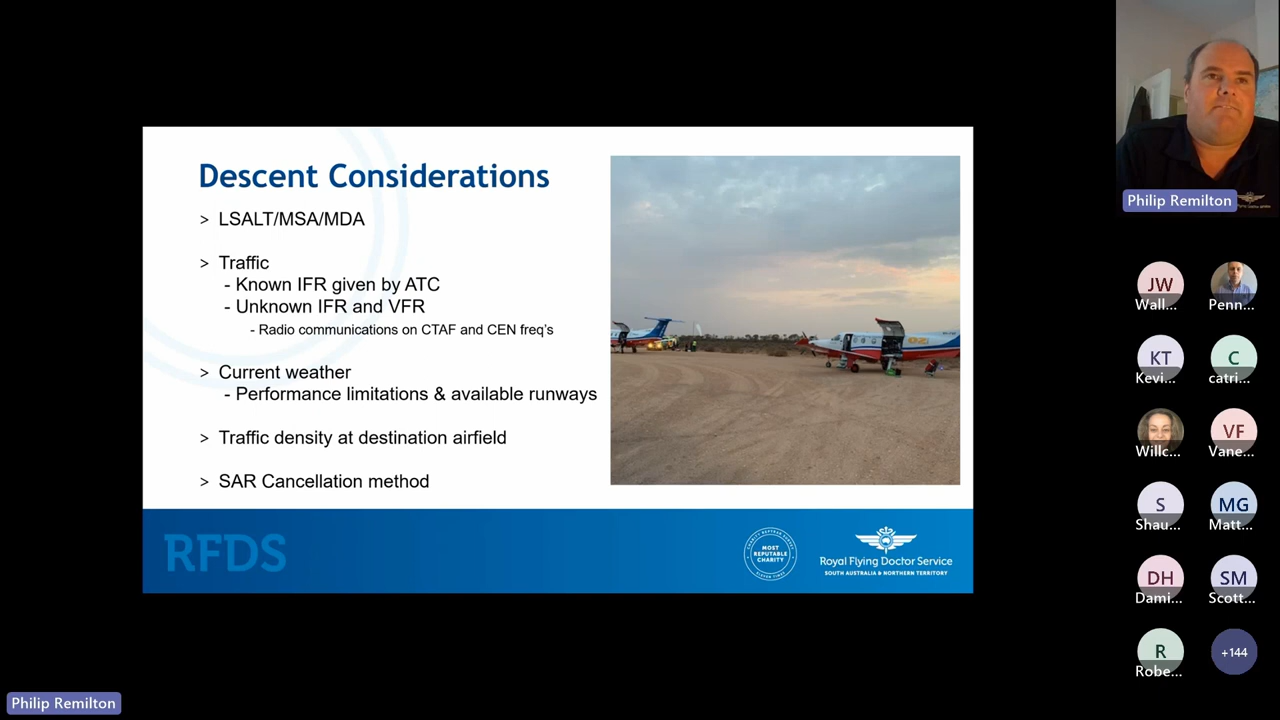 Descent Considerations
> LSALT/MSA/MDA
> Traffic
- Known IFR given by ATC
- Unknown IFR and VFR
- Radio communications on CTAF and CEN freq's
> Current weather
- Performance limitations & available runways
> Traffic density at destination airfield
> SAR Cancellation method
RFDS
MOST
REPUTABLE
CHARITY
Royal Flying Doctor Service
SOUTH AUSTRALIA & NORTHERN TERRITORY
Philip Remilton
JW
Wall...
Penn...
KT
Kevi...
C
catri...
Willc...
VF
Vane...
S
Shau...
MG
Matt...
DH
Dami...
SM
Scott...
R
Robe...
+144
Philip Remilton